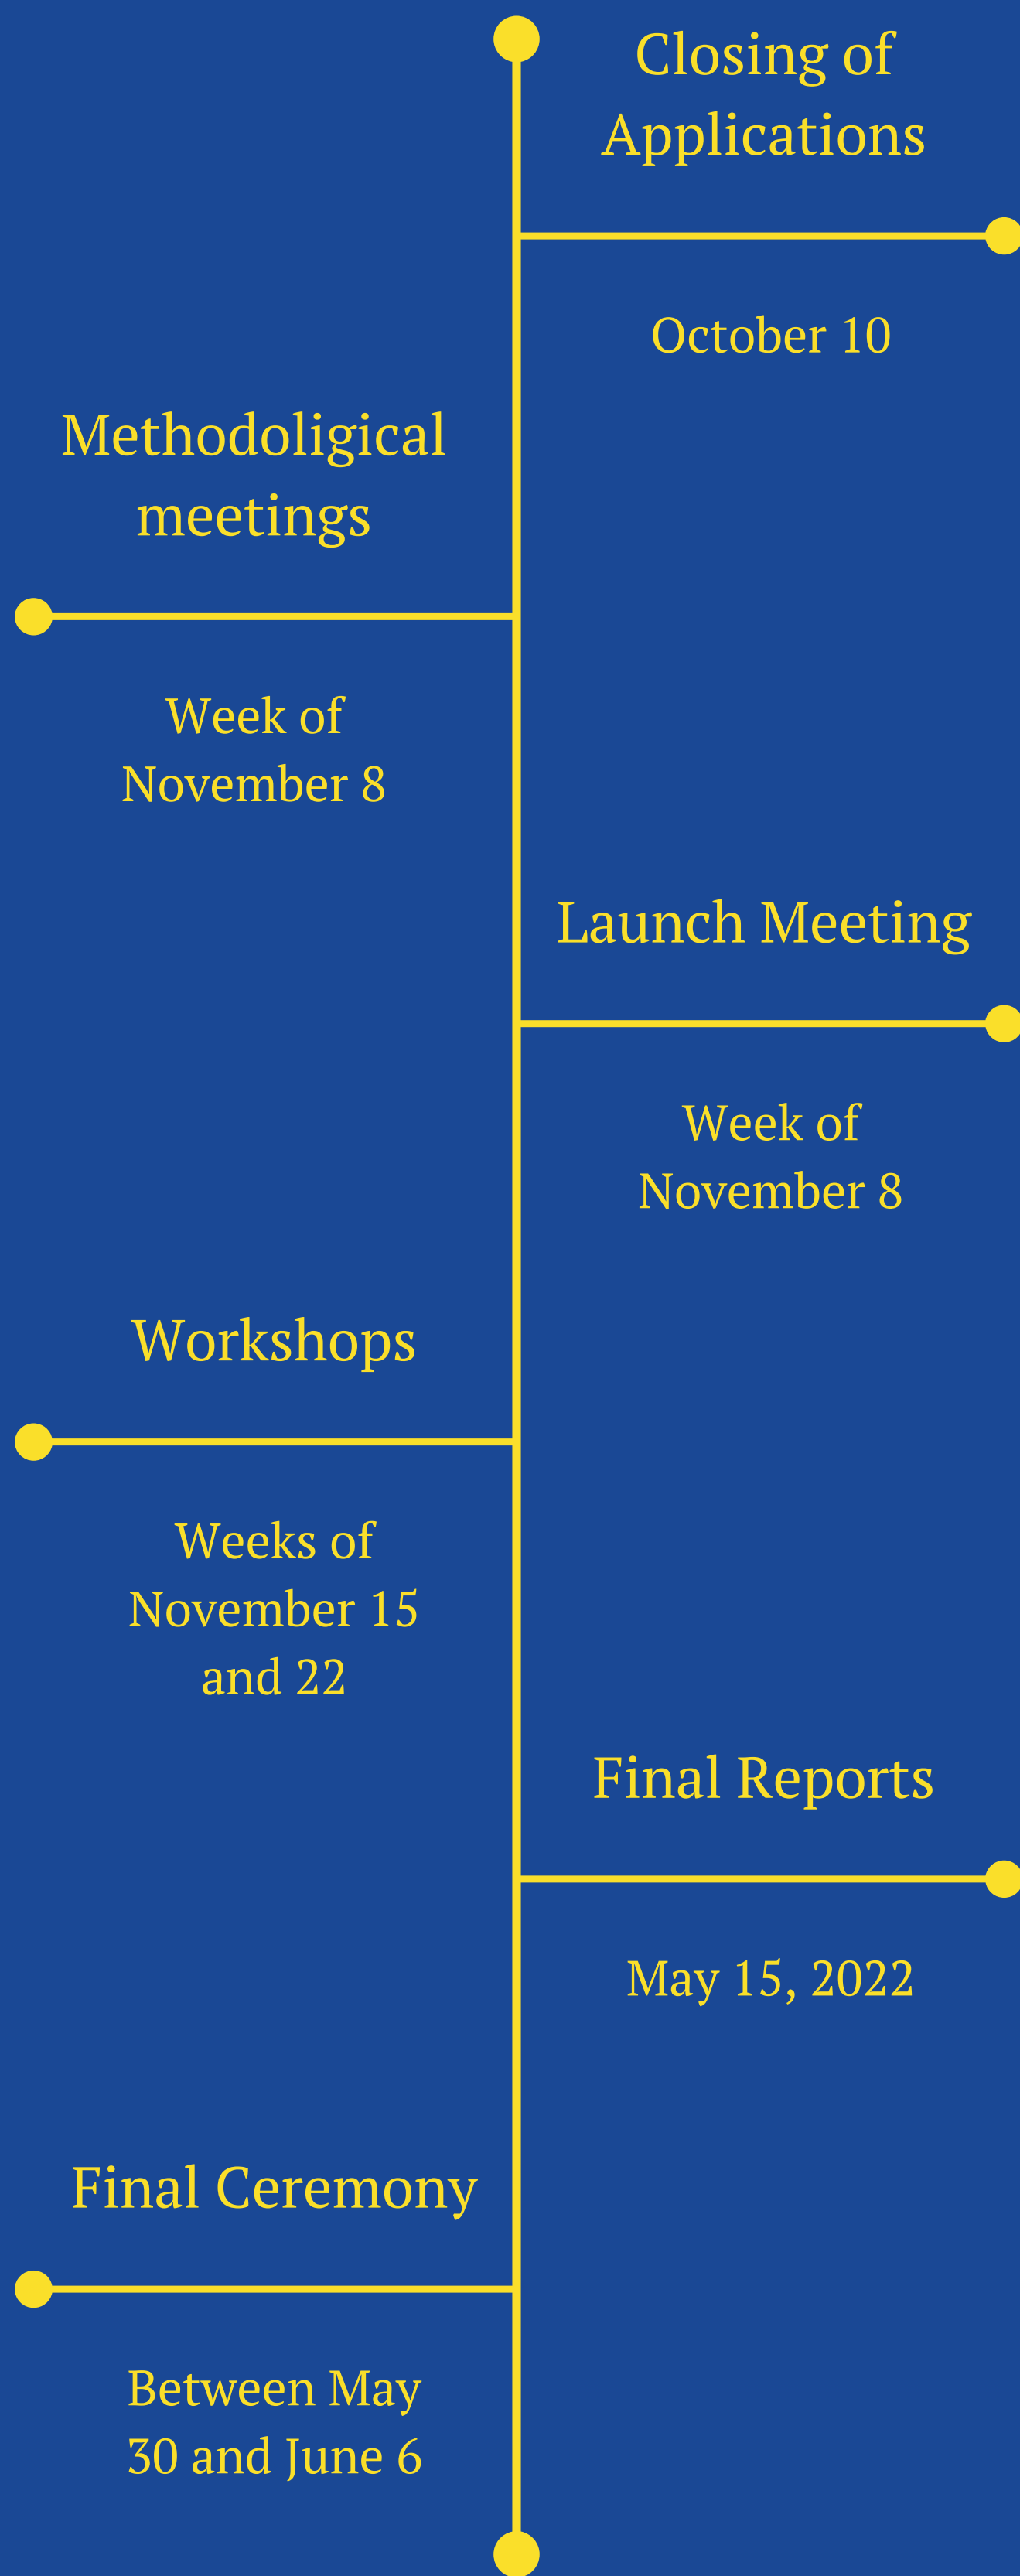 Closing of
Applications
October 10
Methodoligical
meetings
Week of
November 8
Launch Meeting
Week of
November 8
Workshops
Weeks of
November 15
and 22
Final Reports
May 15, 2022
Final Ceremony
Between May
30 and June 6